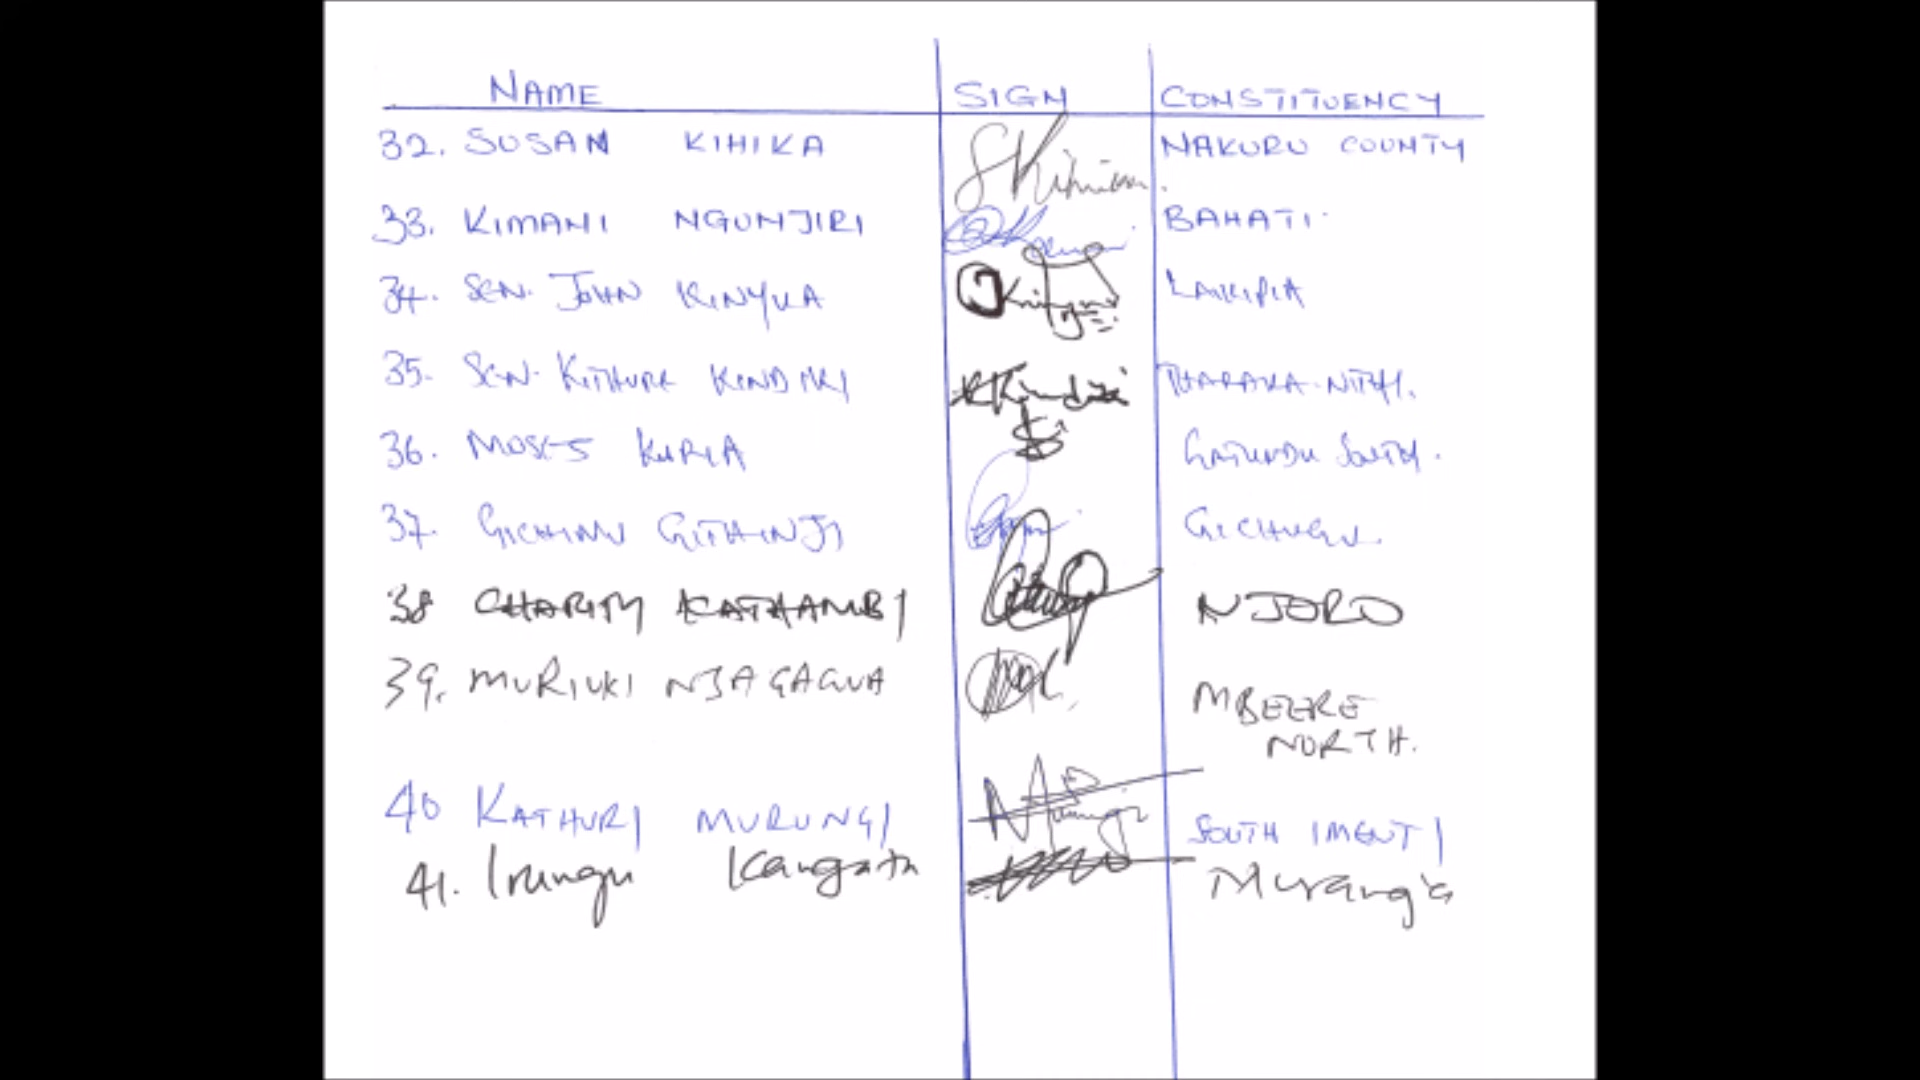 NAME SIGN CONSTITUENCY
32. SUSAN KIHIKA SKihika NAKURU COUNTY
33. KIMANI NGUNJIRI BAHATI.
34. SEN. JOHN KINYUA LAIKIPIA
35. SEN. KITHURE KINDIKI KKindiki THARAKA-NITHI.
36. MOSES KURIA GATUNDU SOUTH.
37. GICHIMU GITHINJI GICHUGU.
38 CHARITY KATHAMBI NJORO
39. MURIUKI NJAGAGUA MBEERE
NORTH.
40 KATHURI MURUNGI SOUTH IMENTI
41. Irungu Kangata Murang'a